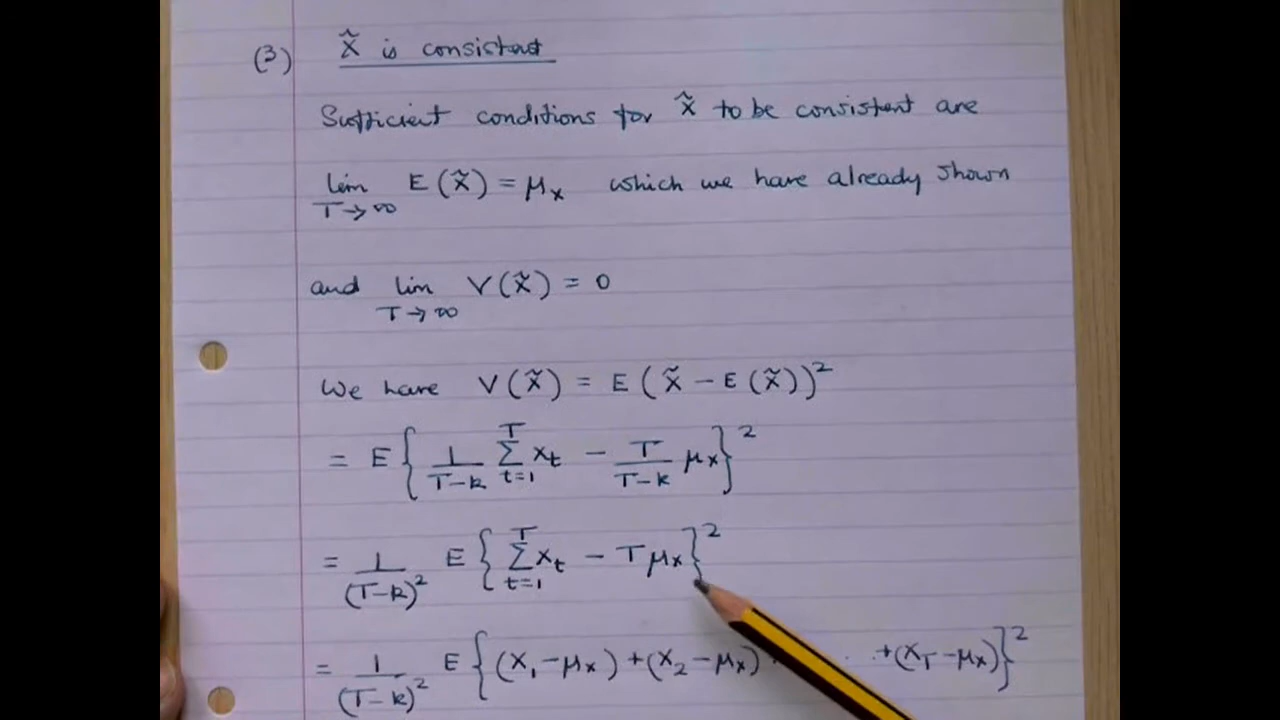 (3) X̃ is consistent
Sufficient conditions for X̃ to be consistent are
lim T→∞ E(X̃) = μx which we have already shown
and lim T→∞ V(X̃) = 0
We have V(X̃) = E(X̃ − E(X̃))²
= E{1/(T−k) Σ_{t=1}^{T} xt − T/(T−k) μx}²
= 1/(T−k)² E{Σ_{t=1}^{T} xt − Tμx}²
= 1/(T−k)² E{(X₁−μx) + (X₂−μx) . . . +(XT−μx)}²